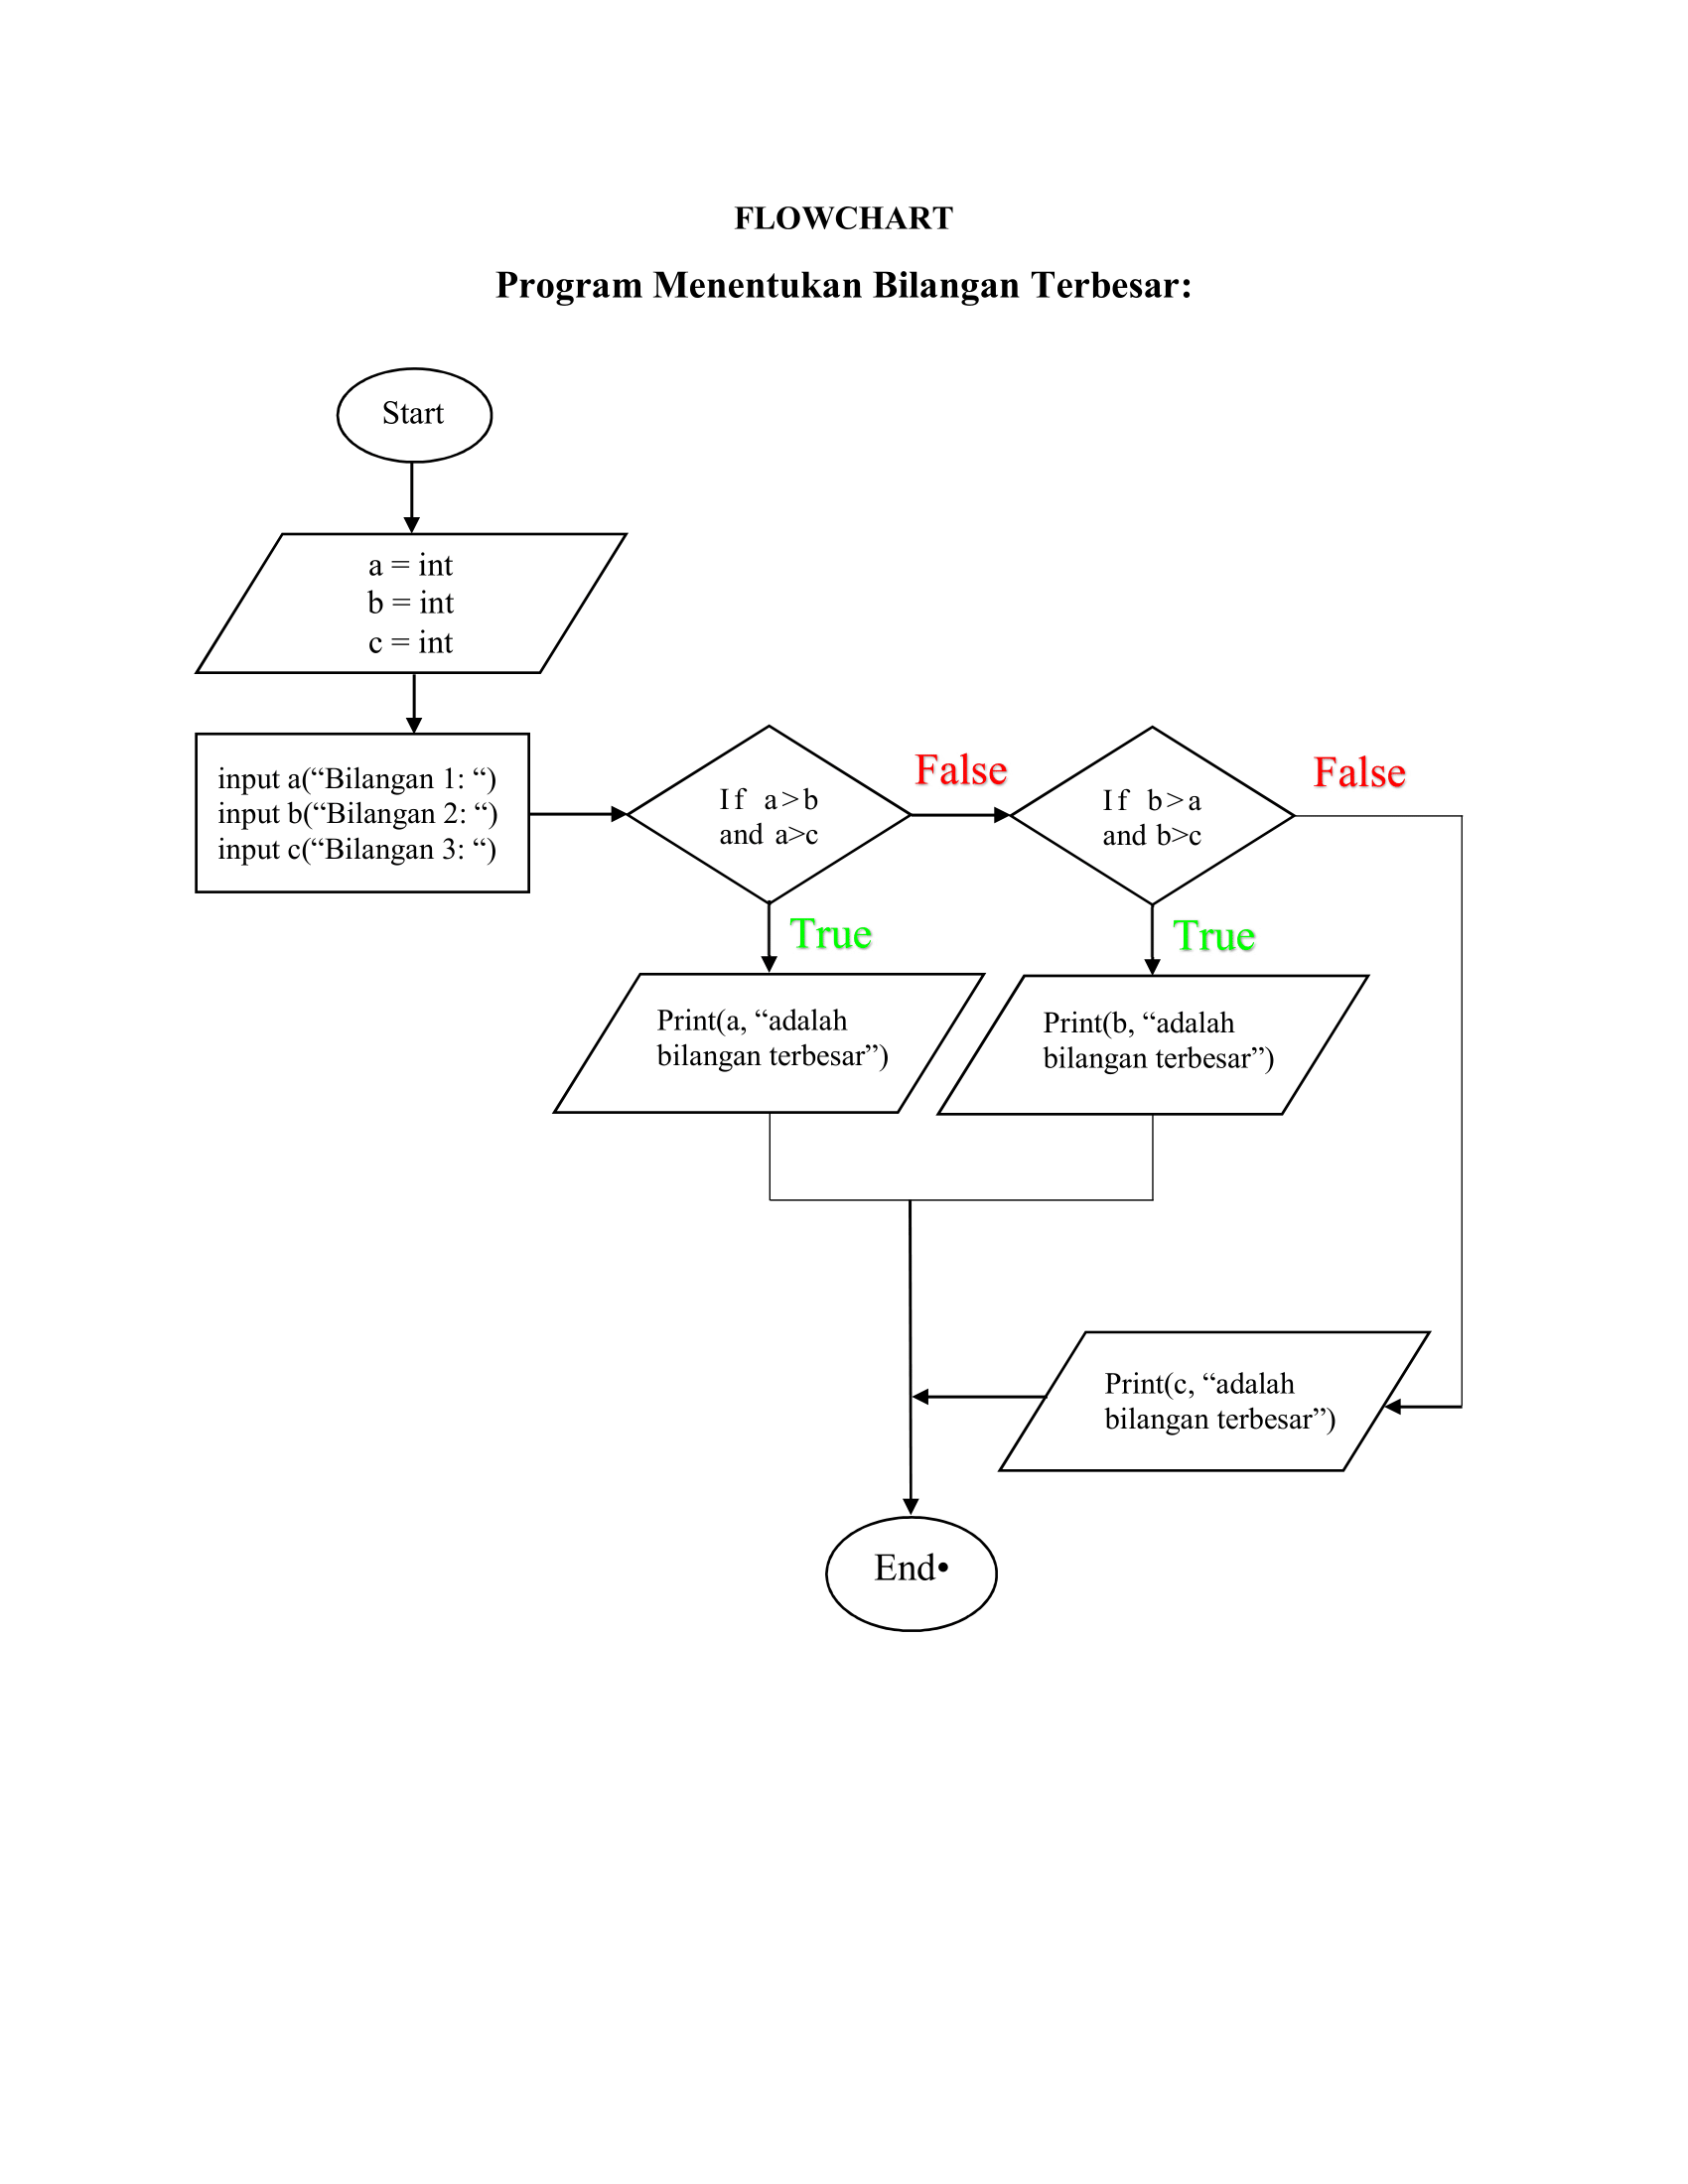 FLOWCHART
Program Menentukan Bilangan Terbesar:
Start
a = int
b = int
c = int
input a(“Bilangan 1: “)
input b(“Bilangan 2: “)
input c(“Bilangan 3: “)
If a>b
and a>c
False
If b>a
and b>c
False
True
True
Print(a, “adalah
bilangan terbesar”)
Print(b, “adalah
bilangan terbesar”)
Print(c, “adalah
bilangan terbesar”)
End•